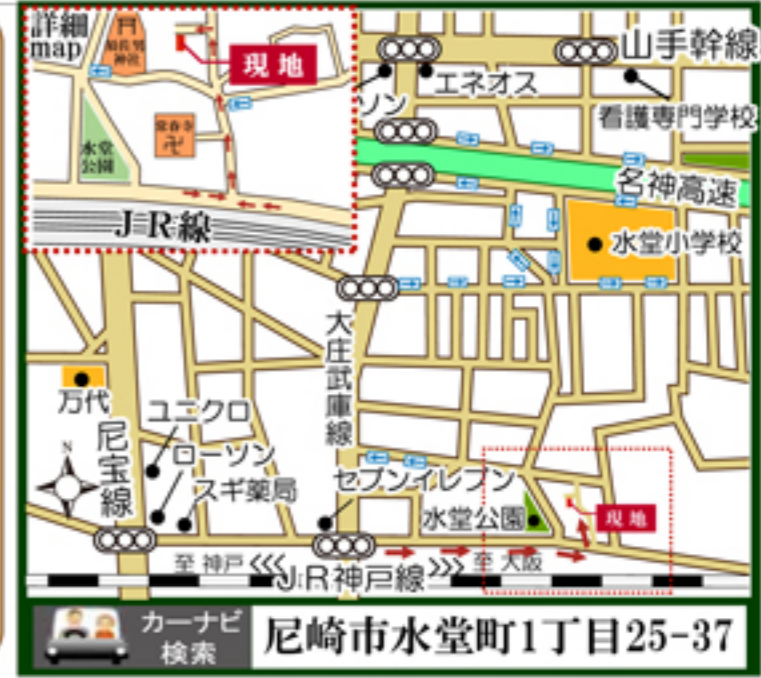 詳細
map
現地
常春寺
水堂
公園
JR線
山手幹線
エネオス
ソン
看護専門学校
名神高速
水堂小学校
大庄武庫線
万代
尼宝線
ユニクロ
ローソン
スギ薬局
セブンイレブン
水堂公園
現地
N
至 神戸
JR神戸線
至 大阪
カーナビ
検索
尼崎市水堂町1丁目25-37